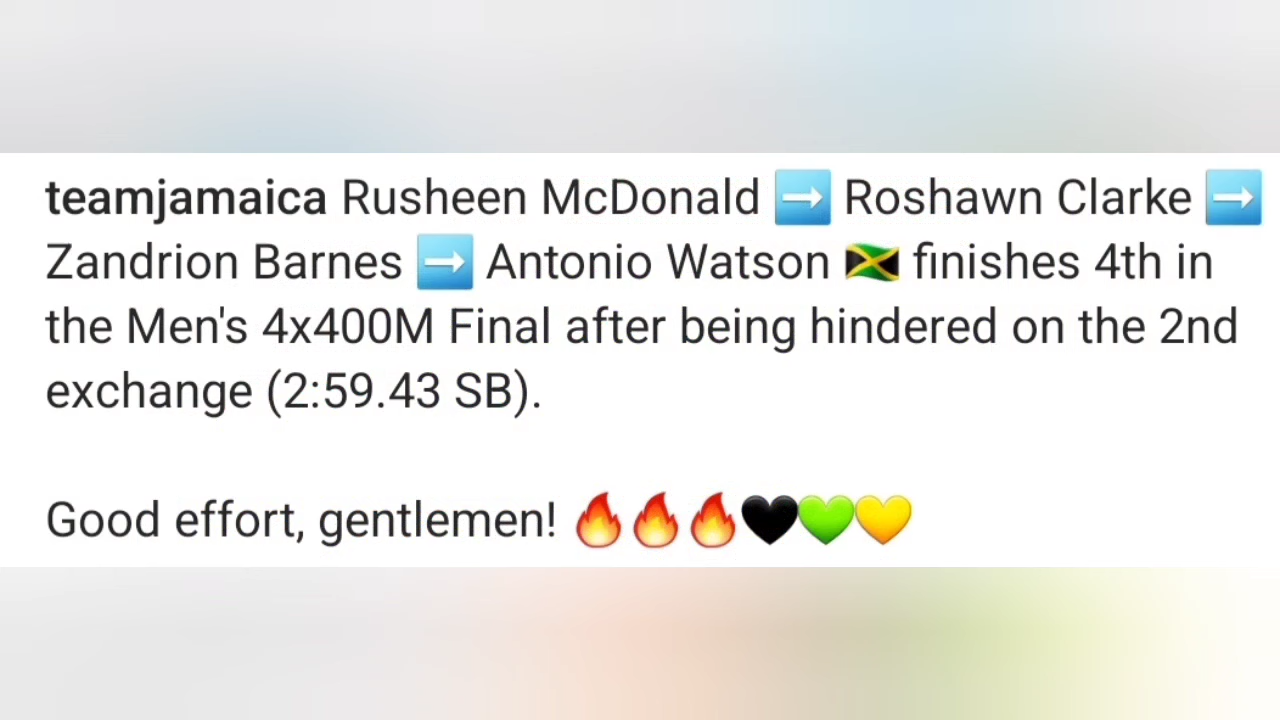 teamjamaica Rusheen McDonald ➡️ Roshawn Clarke ➡️
Zandrion Barnes ➡️ Antonio Watson 🇯🇲 finishes 4th in
the Men's 4x400M Final after being hindered on the 2nd
exchange (2:59.43 SB).
Good effort, gentlemen! 🔥🔥🔥🖤💚💛